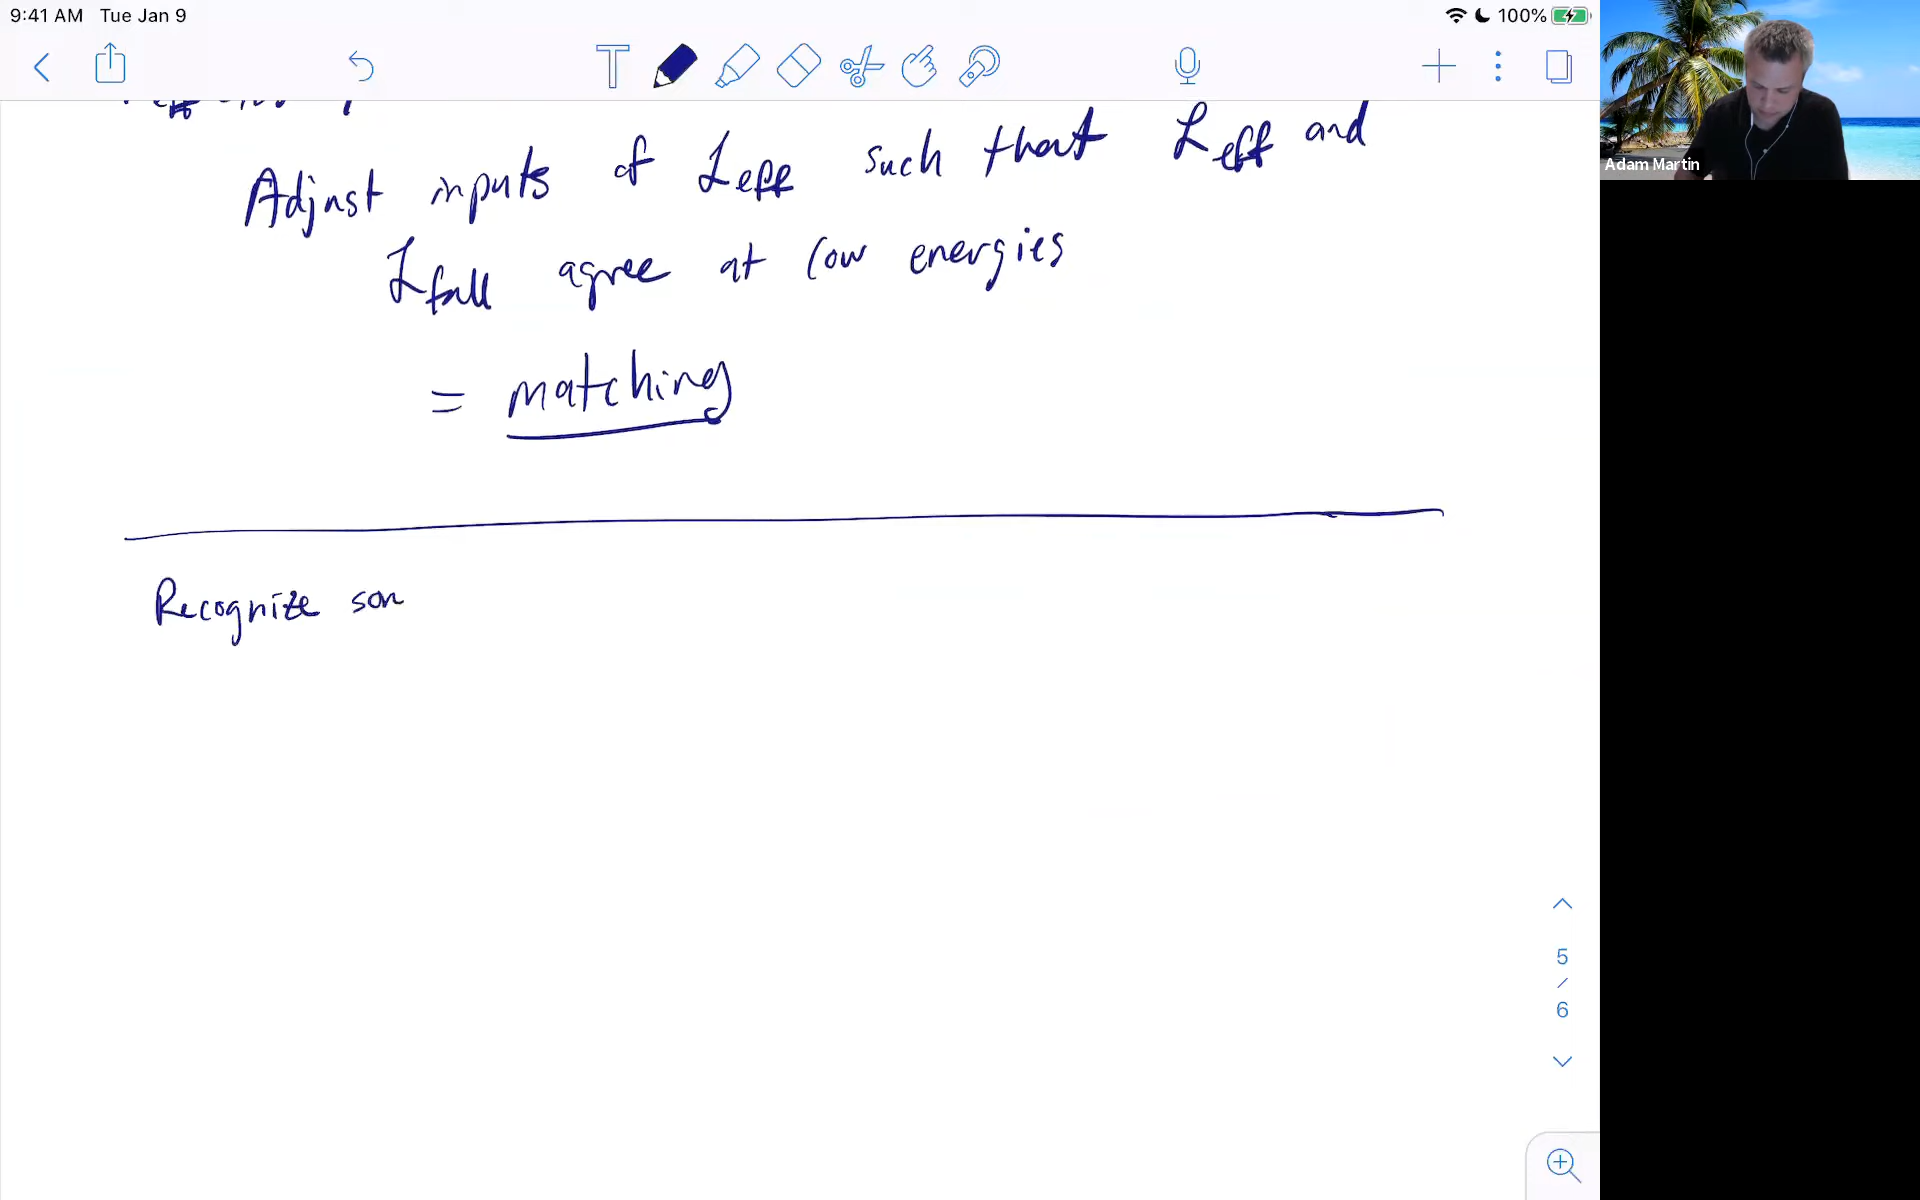 9:41 AM Tue Jan 9
100%
Adam Martin
Adjust inputs of Leff such that Leff and
Lfull agree at low energies
= matching
Recognize som
5
/
6